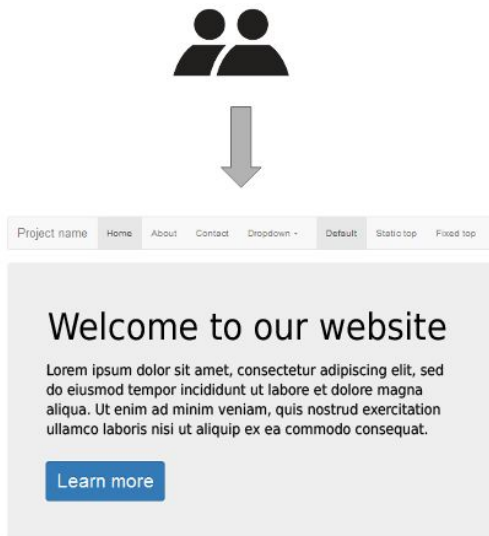 Project name Home About Contact Dropdown Default Static top Fixed top
Welcome to our website
Lorem ipsum dolor sit amet, consectetur adipiscing elit, sed
do eiusmod tempor incididunt ut labore et dolore magna
aliqua. Ut enim ad minim veniam, quis nostrud exercitation
ullamco laboris nisi ut aliquip ex ea commodo consequat.
Learn more